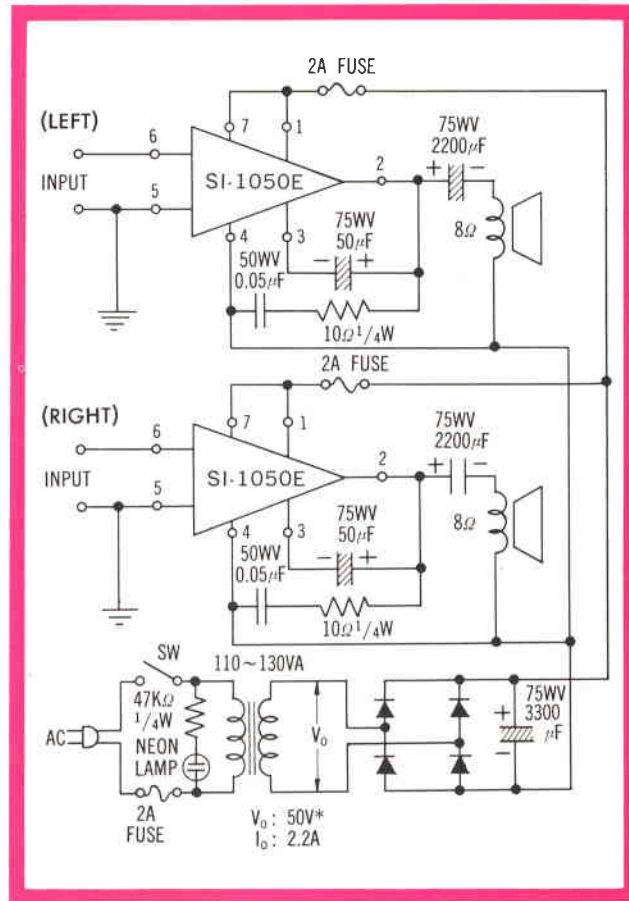 2A FUSE
(LEFT)
6
7
1
75WV
2200μF
+ −
2
SI·1050E
INPUT
5
4
3
75WV
50μF
− +
8Ω
50WV
0.05μF
10Ω 1/4W
2A FUSE
(RIGHT)
6
7
1
75WV
2200μF
+ −
2
SI·1050E
INPUT
5
4
3
75WV
50μF
− +
8Ω
50WV
0.05μF
10Ω 1/4W
SW
110~130VA
47KΩ
1/4W
AC
NEON
LAMP
2A
FUSE
V₀
V₀: 50V*
I₀: 2.2A
75WV
3300
μF
+
−